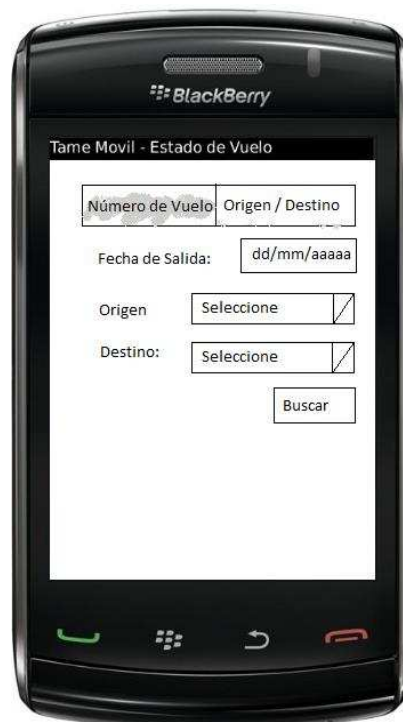 BlackBerry
Tame Movil - Estado de Vuelo
Número de Vuelo Origen / Destino
Fecha de Salida: dd/mm/aaaaa
Origen Seleccione
Destino: Seleccione
Buscar